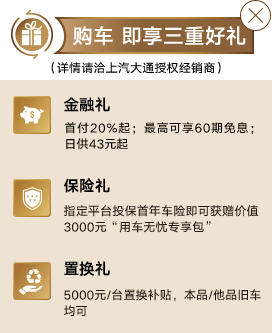 购车 即享三重好礼
(详情请洽上汽大通授权经销商)
金融礼
首付20%起；最高可享60期免息；
日供43元起
保险礼
指定平台投保首年车险即可获赠价值
3000元“用车无忧专享包”
置换礼
5000元/台置换补贴，本品/他品旧车
均可